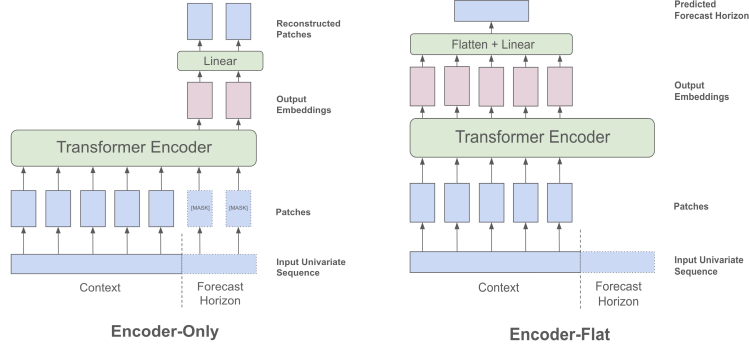 Reconstructed
Patches
Linear
Output
Embeddings
Transformer Encoder
[MASK]
[MASK]
Patches
Input Univariate
Sequence
Context
Forecast
Horizon
Encoder-Only
Predicted
Forecast Horizon
Flatten + Linear
Output
Embeddings
Transformer Encoder
Patches
Input Univariate
Sequence
Context
Forecast
Horizon
Encoder-Flat